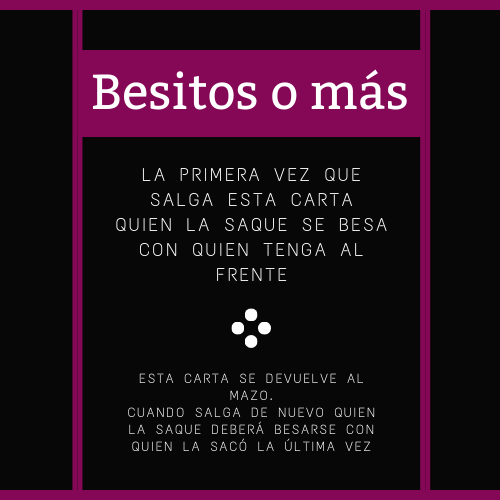 Besitos o más
LA PRIMERA VEZ QUE
SALGA ESTA CARTA
QUIEN LA SAQUE SE BESA
CON QUIEN TENGA AL
FRENTE
ESTA CARTA SE DEVUELVE AL
MAZO.
CUANDO SALGA DE NUEVO QUIEN
LA SAQUE DEBERÁ BESARSE CON
QUIEN LA SACÓ LA ÚLTIMA VEZ